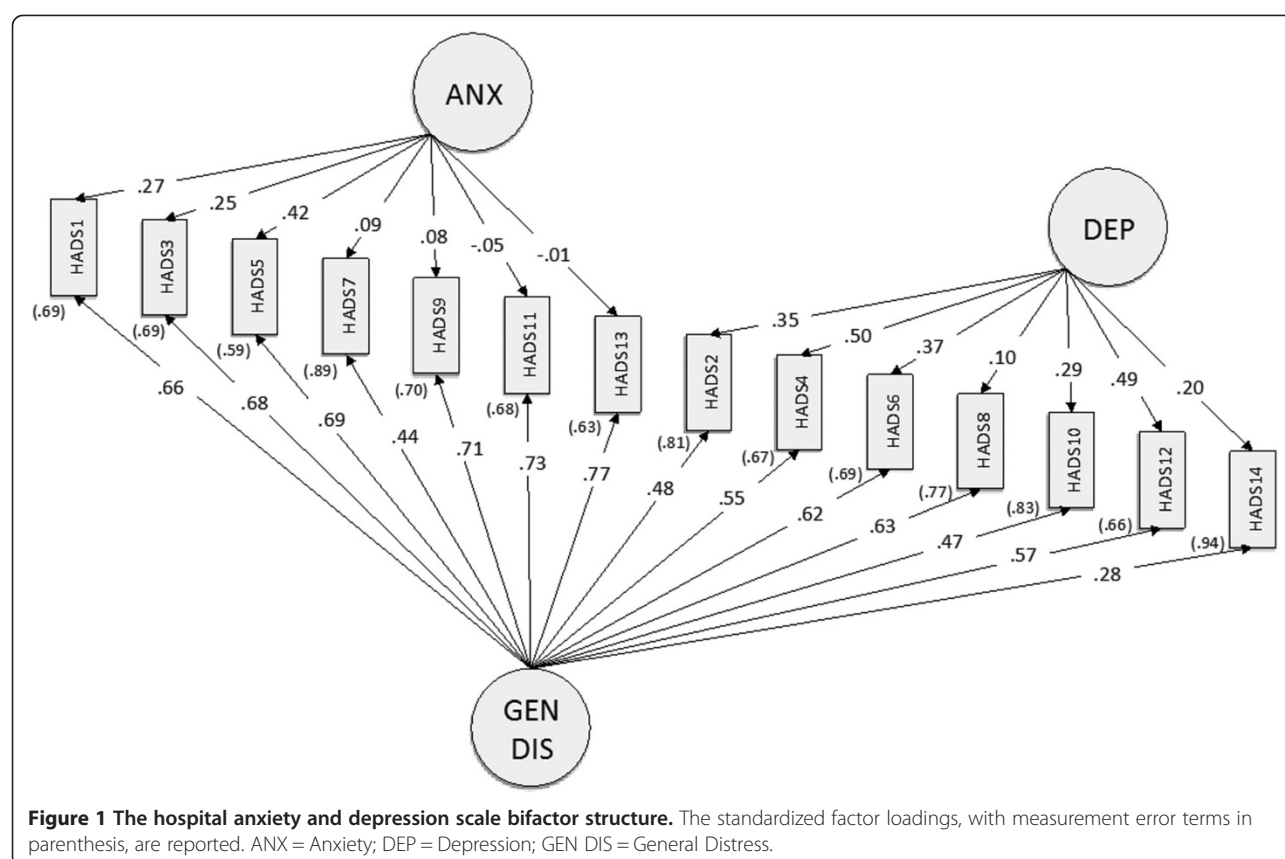 ANX
DEP
.27
.25
.42
.09
.08
-.05
-.01
.35
.50
.37
.10
.29
.49
.20
HADS1
HADS3
HADS5
HADS7
HADS9
HADS11
HADS13
HADS2
HADS4
HADS6
HADS8
HADS10
HADS12
HADS14
(.69)
(.69)
(.59)
(.89)
(.70)
(.68)
(.63)
(.81)
(.67)
(.69)
(.77)
(.83)
(.66)
(.94)
.66
.68
.69
.44
.71
.73
.77
.48
.55
.62
.63
.47
.57
.28
GEN
DIS
Figure 1 The hospital anxiety and depression scale bifactor structure. The standardized factor loadings, with measurement error terms in
parenthesis, are reported. ANX = Anxiety; DEP = Depression; GEN DIS = General Distress.